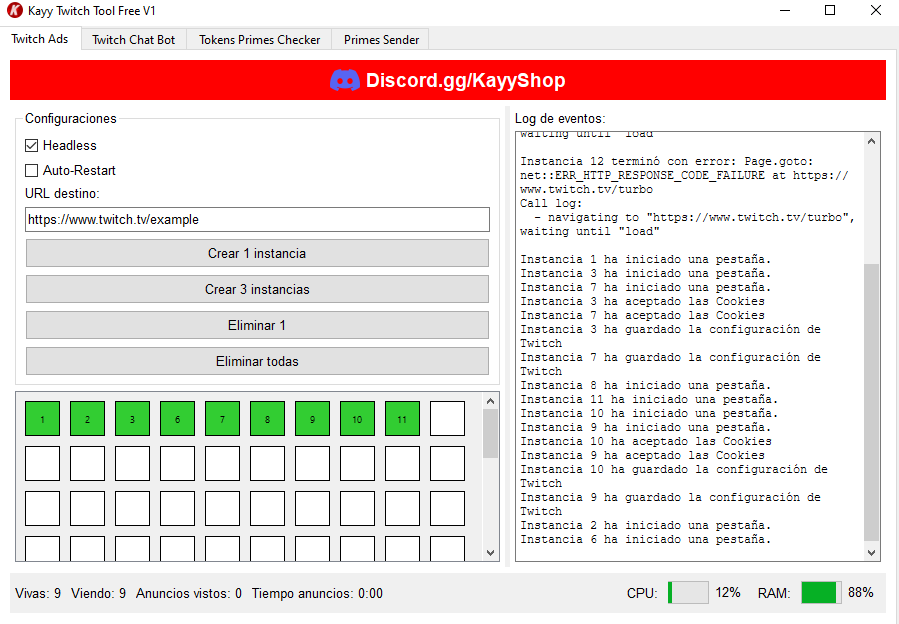 Kayy Twitch Tool Free V1
Twitch Ads
Twitch Chat Bot
Tokens Primes Checker
Primes Sender
Discord.gg/KayyShop
Configuraciones
Headless
Auto-Restart
URL destino:
https://www.twitch.tv/example
Crear 1 instancia
Crear 3 instancias
Eliminar 1
Eliminar todas
1 2 3 6 7 8 9 10 11
Log de eventos:
waiting until "load"
Instancia 12 terminó con error: Page.goto:
net::ERR_HTTP_RESPONSE_CODE_FAILURE at https://
www.twitch.tv/turbo
Call log:
- navigating to "https://www.twitch.tv/turbo",
waiting until "load"
Instancia 1 ha iniciado una pestaña.
Instancia 3 ha iniciado una pestaña.
Instancia 7 ha iniciado una pestaña.
Instancia 3 ha aceptado las Cookies
Instancia 7 ha aceptado las Cookies
Instancia 3 ha guardado la configuración de
Twitch
Instancia 7 ha guardado la configuración de
Twitch
Instancia 8 ha iniciado una pestaña.
Instancia 11 ha iniciado una pestaña.
Instancia 10 ha iniciado una pestaña.
Instancia 9 ha iniciado una pestaña.
Instancia 10 ha aceptado las Cookies
Instancia 9 ha aceptado las Cookies
Instancia 10 ha guardado la configuración de
Twitch
Instancia 9 ha guardado la configuración de
Twitch
Instancia 2 ha iniciado una pestaña.
Instancia 6 ha iniciado una pestaña.
Vivas: 9 Viendo: 9 Anuncios vistos: 0 Tiempo anuncios: 0:00
CPU: 12% RAM: 88%